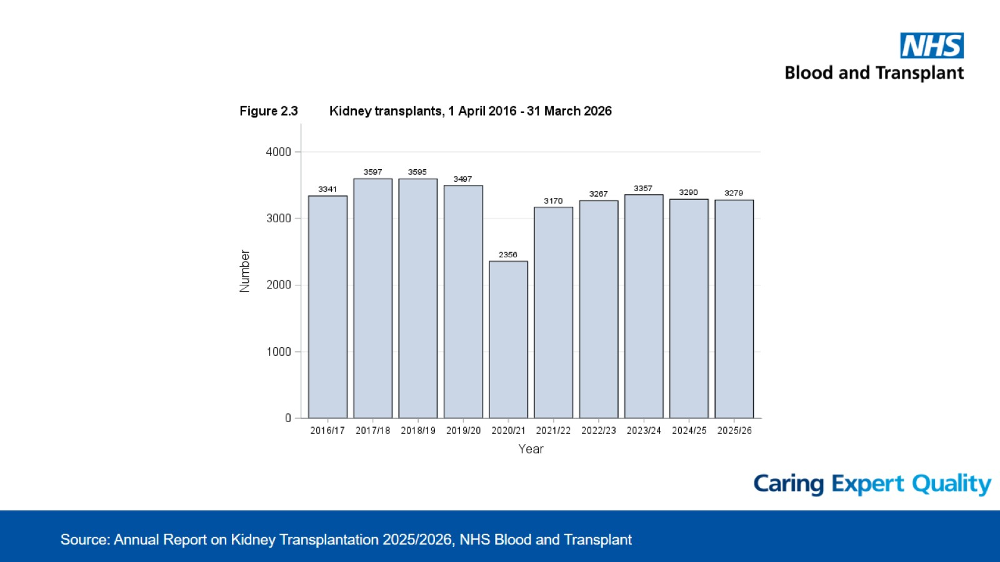 NHS
Blood and Transplant
Figure 2.3 Kidney transplants, 1 April 2016 - 31 March 2026
4000
3000
2000
1000
0
Number
3341
3597
3595
3497
2356
3170
3267
3357
3290
3279
2016/17 2017/18 2018/19 2019/20 2020/21 2021/22 2022/23 2023/24 2024/25 2025/26
Year
Caring Expert Quality
Source: Annual Report on Kidney Transplantation 2025/2026, NHS Blood and Transplant